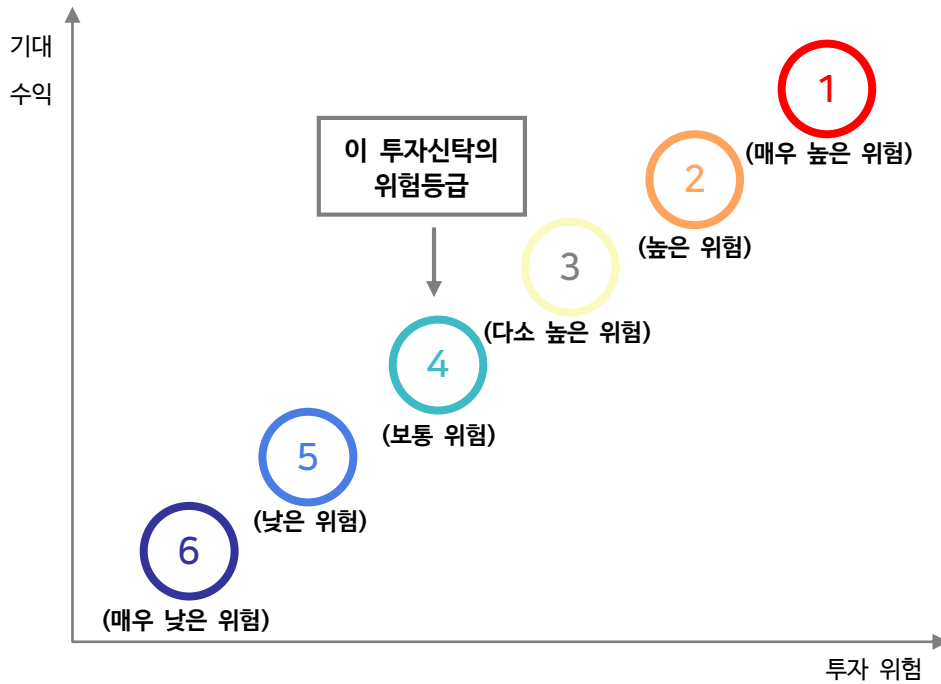 기대
수익
1
(매우 높은 위험)
이 투자신탁의
위험등급
2
(높은 위험)
3
(다소 높은 위험)
4
(보통 위험)
5
(낮은 위험)
6
(매우 낮은 위험)
투자 위험